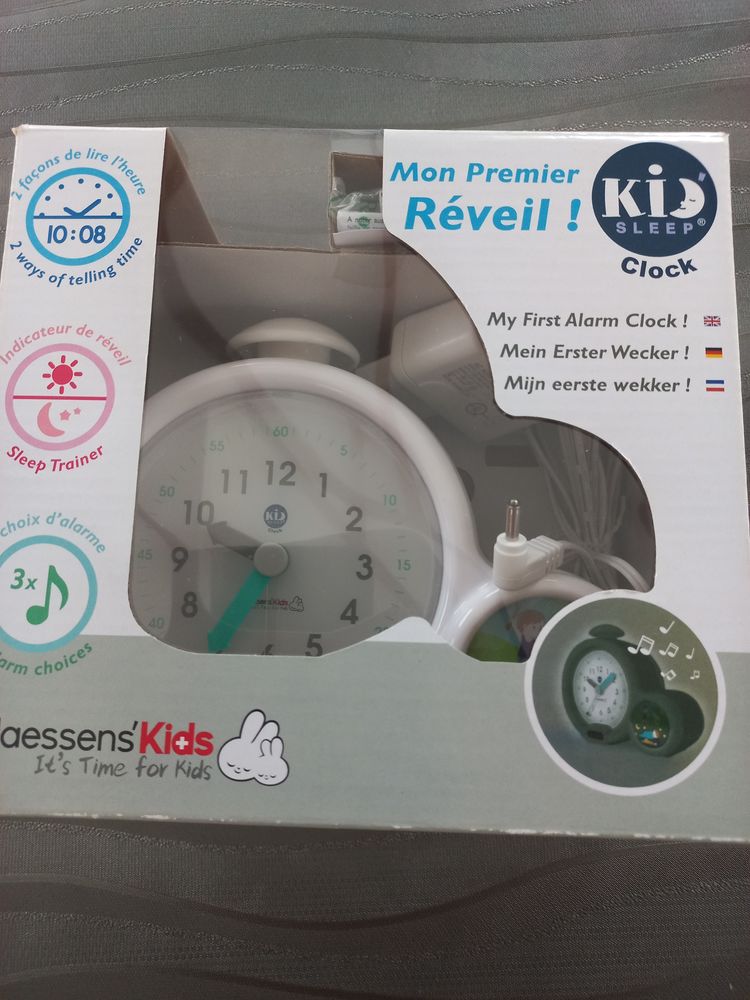 2 façons de lire l'heure
10:08
2 ways of telling time
Mon Premier
Réveil !
KiD
SLEEP®
Clock
My First Alarm Clock !
Mein Erster Wecker !
Mijn eerste wekker !
Indicateur de réveil
Sleep Trainer
choix d'alarme
3x
arm choices
55
60
5
50
10
45
15
40
12
1
2
3
4
5
8
9
10
11
KiD
Clock
laessens'Kids
It's Time for Kids